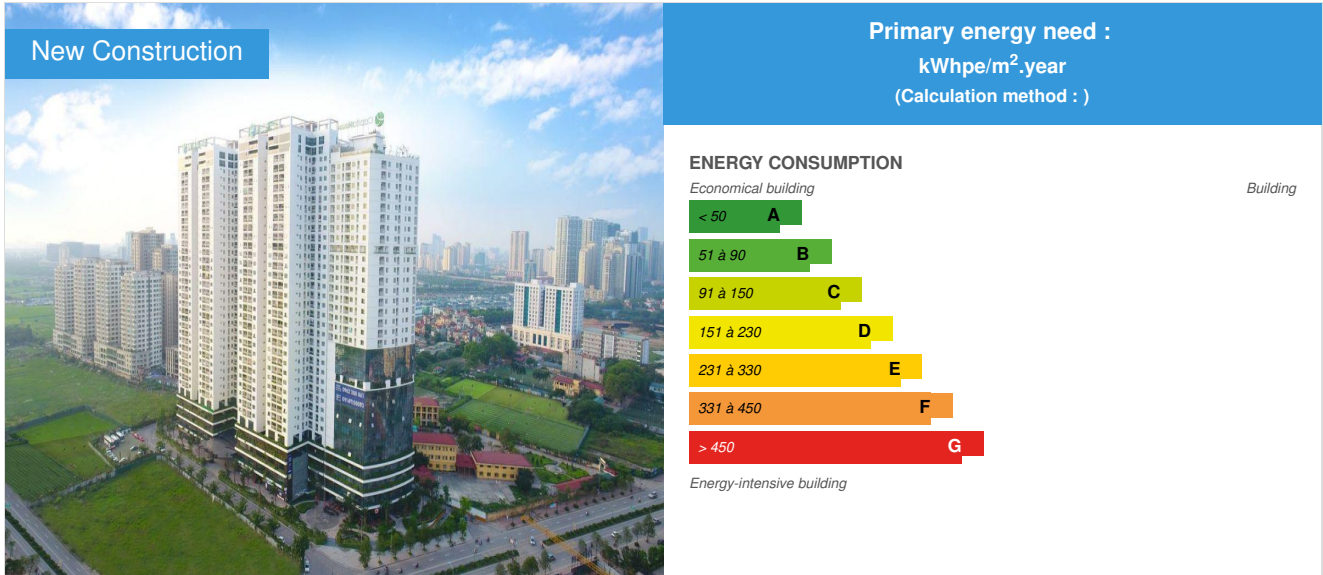 New Construction
Primary energy need :
kWhpe/m².year
(Calculation method : )
ENERGY CONSUMPTION
Economical building
Building
< 50 A
51 à 90 B
91 à 150 C
151 à 230 D
231 à 330 E
331 à 450 F
> 450 G
Energy-intensive building